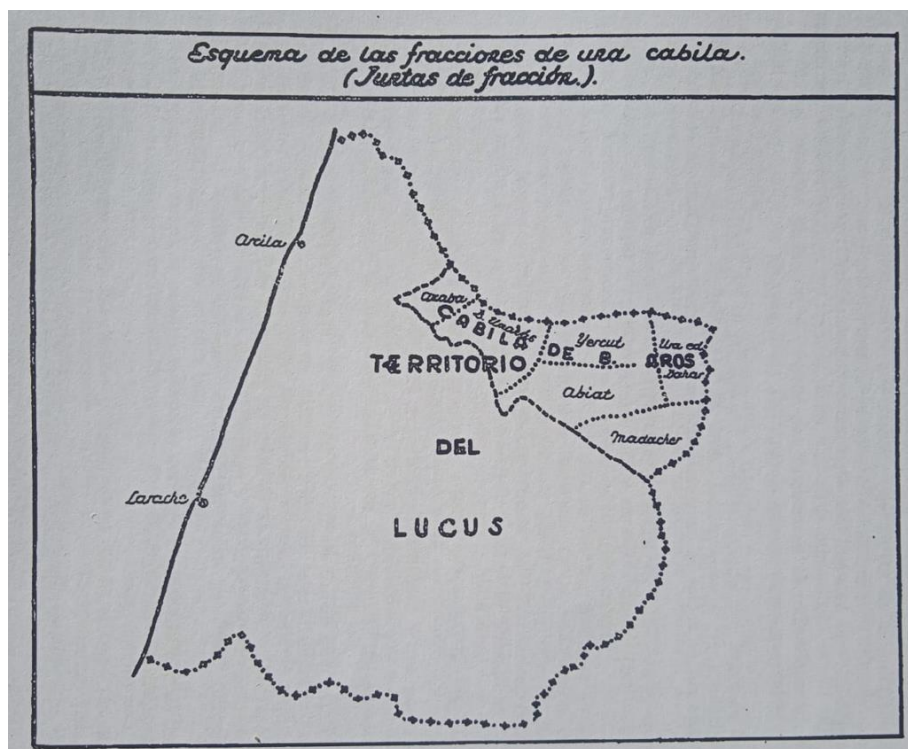 Esquema de las fracciones de una cabila.
(Juntas de fracción.).
Arcila
CABILA DE B. AROS
Yercut
TERRITORIO
Abiat
Madacher
DEL
Larache
LUCUS